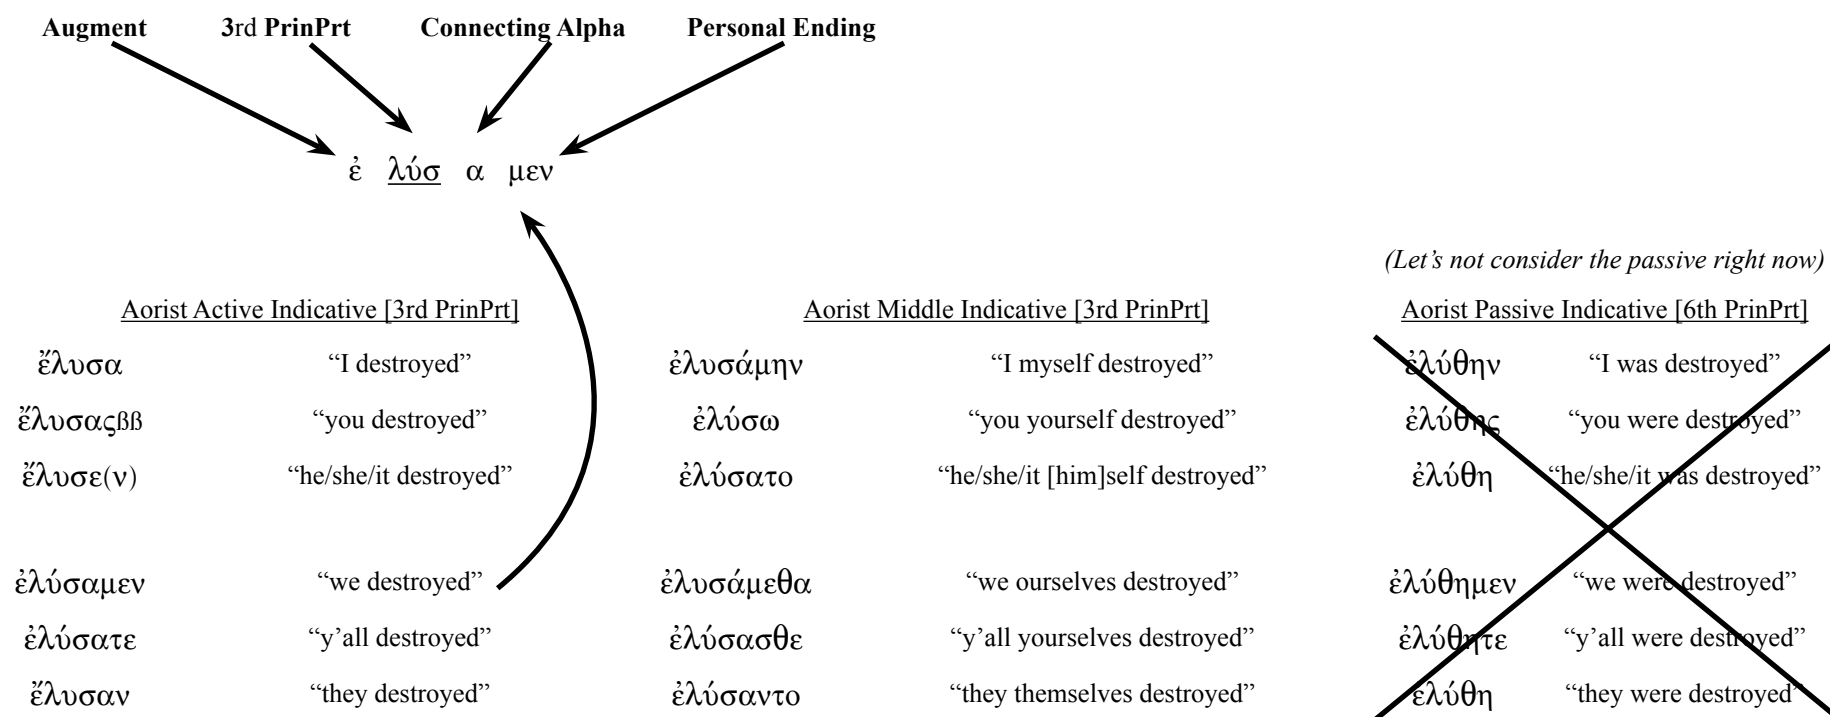 Augment 3rd PrinPrt Connecting Alpha Personal Ending
ἐ λύσ α μεν
(Let’s not consider the passive right now)
Aorist Active Indicative [3rd PrinPrt] Aorist Middle Indicative [3rd PrinPrt] Aorist Passive Indicative [6th PrinPrt]
ἔλυσα “I destroyed” ἐλυσάμην “I myself destroyed” ἐλύθην “I was destroyed”
ἔλυσαςßß “you destroyed” ἐλύσω “you yourself destroyed” ἐλύθης “you were destroyed”
ἔλυσε(ν) “he/she/it destroyed” ἐλύσατο “he/she/it [him]self destroyed” ἐλύθη “he/she/it was destroyed”
ἐλύσαμεν “we destroyed” ἐλυσάμεθα “we ourselves destroyed” ἐλύθημεν “we were destroyed”
ἐλύσατε “y’all destroyed” ἐλύσασθε “y’all yourselves destroyed” ἐλύθητε “y’all were destroyed”
ἔλυσαν “they destroyed” ἐλύσαντο “they themselves destroyed” ἐλύθη “they were destroyed”